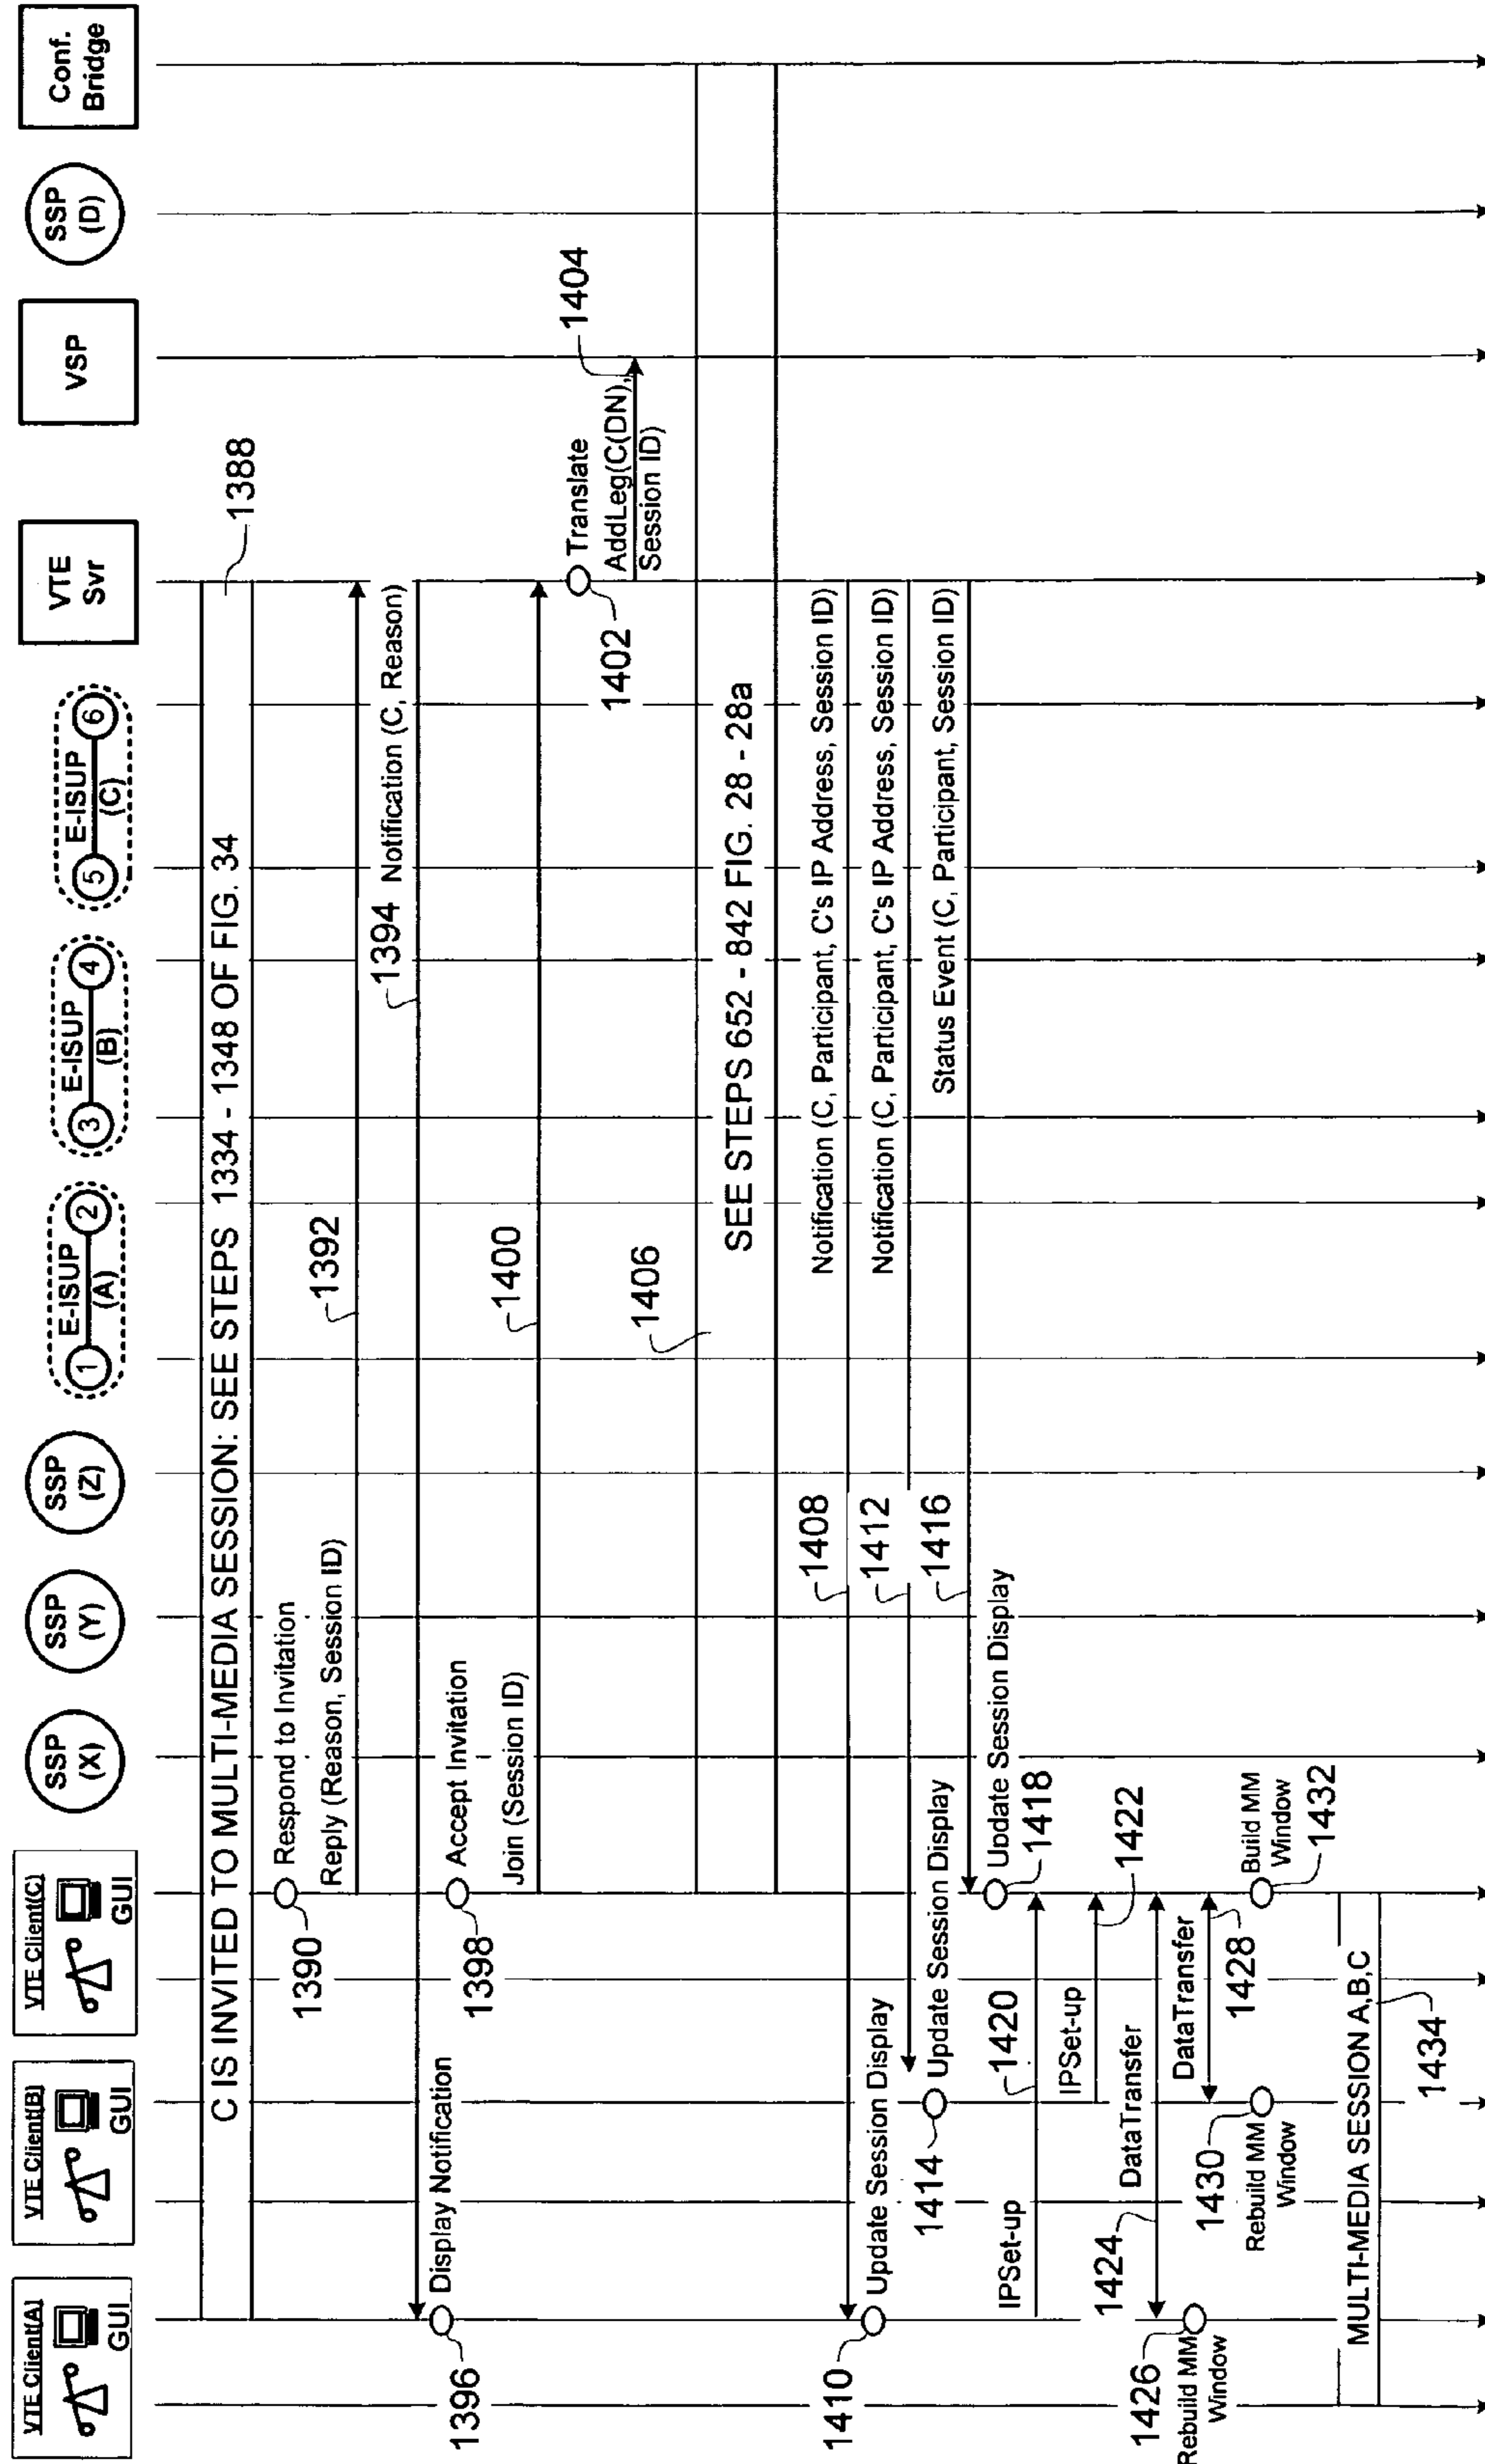 VTE Client(A)
GUI
VTE Client(B)
GUI
VTE Client(C)
GUI
SSP
(X)
SSP
(Y)
SSP
(Z)
1
E-ISUP
2
(A)
3
E-ISUP
4
(B)
5
E-ISUP
6
(C)
VTE
Svr
VSP
SSP
(D)
Conf.
Bridge
C IS INVITED TO MULTI-MEDIA SESSION: SEE STEPS 1334 - 1348 OF FIG. 34
1388
1390
Respond to Invitation
Reply (Reason, Session ID)
1392
1394
Notification (C, Reason)
1396
Display Notification
1398
Accept Invitation
Join (Session ID)
1400
1402
Translate
AddLeg(C(DN),
Session ID)
1404
1406
SEE STEPS 652 - 842 FIG. 28 - 28a
1408
Notification (C, Participant, C's IP Address, Session ID)
1410
Update Session Display
1412
Notification (C, Participant, C's IP Address, Session ID)
1414
Update Session Display
1416
Status Event (C, Participant, Session ID)
Update Session Display
1418
IPSet-up
1420
IPSet-up
1422
1424
DataTransfer
1426
Rebuild MM
Window
DataTransfer
1428
1430
Rebuild MM
Window
Build MM
Window
1432
MULTI-MEDIA SESSION A,B,C
1434